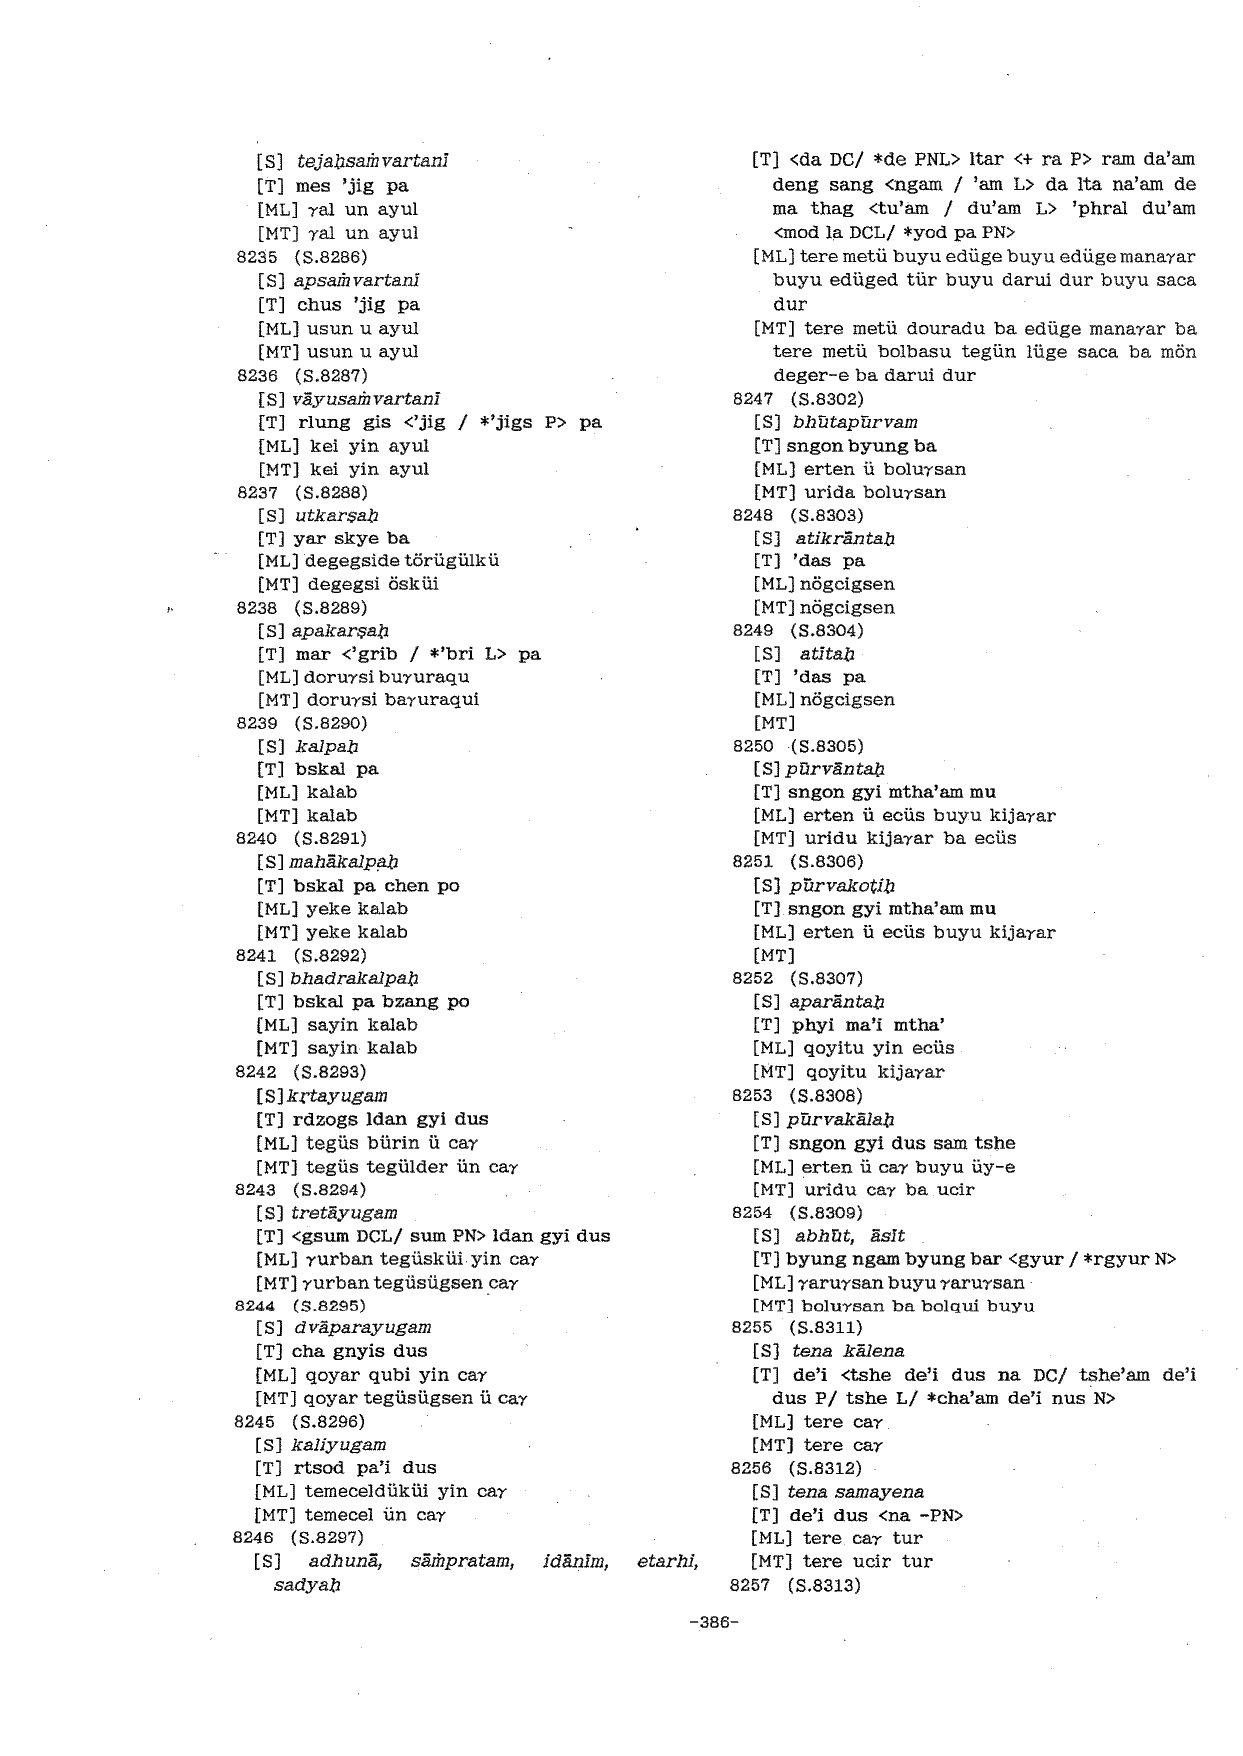 [S] tejaḥsaṁvartanī
[T] mes 'jig pa
[ML] γal un ayul
[MT] γal un ayul
8235 (S.8286)
[S] apsaṁvartanī
[T] chus 'jig pa
[ML] usun u ayul
[MT] usun u ayul
8236 (S.8287)
[S] vāyusaṁvartanī
[T] rlung gis <'jig / *'jigs P> pa
[ML] kei yin ayul
[MT] kei yin ayul
8237 (S.8288)
[S] utkarṣaḥ
[T] yar skye ba
[ML] degegside törügülkü
[MT] degegsi ösküi
8238 (S.8289)
[S] apakarṣaḥ
[T] mar <'grib / *'bri L> pa
[ML] doruγsi buγuraqu
[MT] doruγsi baγuraqui
8239 (S.8290)
[S] kalpaḥ
[T] bskal pa
[ML] kalab
[MT] kalab
8240 (S.8291)
[S] mahākalpaḥ
[T] bskal pa chen po
[ML] yeke kalab
[MT] yeke kalab
8241 (S.8292)
[S] bhadrakalpaḥ
[T] bskal pa bzang po
[ML] sayin kalab
[MT] sayin kalab
8242 (S.8293)
[S] kṛtayugam
[T] rdzogs ldan gyi dus
[ML] tegüs bürin ü caγ
[MT] tegüs tegülder ün caγ
8243 (S.8294)
[S] tretāyugam
[T] <gsum DCL/ sum PN> ldan gyi dus
[ML] γurban tegüsküi yin caγ
[MT] γurban tegüsügsen caγ
8244 (S.8295)
[S] dvāparayugam
[T] cha gnyis dus
[ML] qoyar qubi yin caγ
[MT] qoyar tegüsügsen ü caγ
8245 (S.8296)
[S] kaliyugam
[T] rtsod pa'i dus
[ML] temeceldüküi yin caγ
[MT] temecel ün caγ
8246 (S.8297)
[S] adhunā, sāṁpratam, idānīm, etarhi,
sadyaḥ
[T] <da DC/ *de PNL> ltar <+ ra P> ram da'am
deng sang <ngam / 'am L> da lta na'am de
ma thag <tu'am / du'am L> 'phral du'am
<mod la DCL/ *yod pa PN>
[ML] tere metü buyu edüge buyu edüge manaγar
buyu edüged tür buyu darui dur buyu saca
dur
[MT] tere metü douradu ba edüge manaγar ba
tere metü bolbasu tegün lüge saca ba mön
deger-e ba darui dur
8247 (S.8302)
[S] bhūtapūrvam
[T] sngon byung ba
[ML] erten ü boluγsan
[MT] urida boluγsan
8248 (S.8303)
[S] atikrāntaḥ
[T] 'das pa
[ML] nögcigsen
[MT] nögcigsen
8249 (S.8304)
[S] atītaḥ
[T] 'das pa
[ML] nögcigsen
[MT]
8250 (S.8305)
[S] pūrvāntaḥ
[T] sngon gyi mtha'am mu
[ML] erten ü ecüs buyu kijaγar
[MT] uridu kijaγar ba ecüs
8251 (S.8306)
[S] pūrvakoṭiḥ
[T] sngon gyi mtha'am mu
[ML] erten ü ecüs buyu kijaγar
[MT]
8252 (S.8307)
[S] aparāntaḥ
[T] phyi ma'i mtha'
[ML] qoyitu yin ecüs
[MT] qoyitu kijaγar
8253 (S.8308)
[S] pūrvakālaḥ
[T] sngon gyi dus sam tshe
[ML] erten ü caγ buyu üy-e
[MT] uridu caγ ba ucir
8254 (S.8309)
[S] abhūt, āsīt
[T] byung ngam byung bar <gyur / *rgyur N>
[ML] γaruγsan buyu γaruγsan
[MT] boluγsan ba bolqui buyu
8255 (S.8311)
[S] tena kālena
[T] de'i <tshe de'i dus na DC/ tshe'am de'i
dus P/ tshe L/ *cha'am de'i nus N>
[ML] tere caγ
[MT] tere caγ
8256 (S.8312)
[S] tena samayena
[T] de'i dus <na -PN>
[ML] tere caγ tur
[MT] tere ucir tur
8257 (S.8313)
-386-